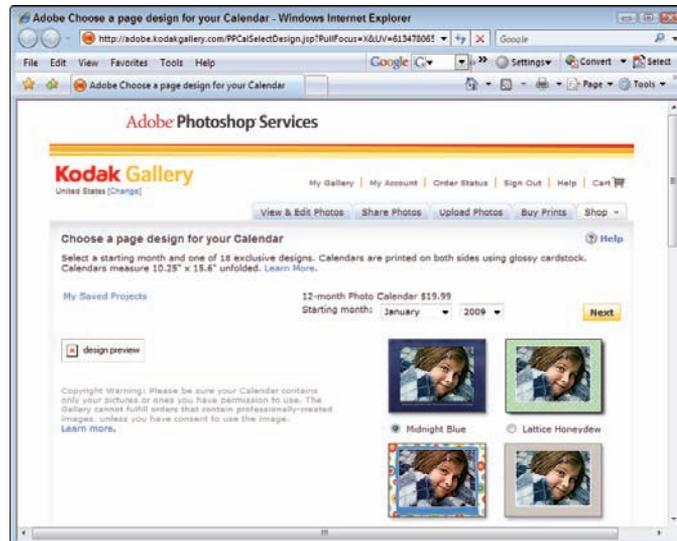 Adobe Choose a page design for your Calendar - Windows Internet Explorer
http://adobe.kodakgallery.com/PPCalSelectDesign.jsp?PullFocus=X&UV=613478065
Google
File Edit View Favorites Tools Help
Google G Settings Convert Select
Adobe Choose a page design for your Calendar
Page Tools
Adobe Photoshop Services
Kodak Gallery
United States [Change]
My Gallery | My Account | Order Status | Sign Out | Help | Cart
View & Edit Photos Share Photos Upload Photos Buy Prints Shop
Choose a page design for your Calendar
? Help
Select a starting month and one of 18 exclusive designs. Calendars are printed on both sides using glossy cardstock.
Calendars measure 10.25" x 15.6" unfolded. Learn More.
My Saved Projects
12-month Photo Calendar $19.99
Starting month: January 2009
Next
design preview
Copyright Warning: Please be sure your Calendar contains
only your pictures or ones you have permission to use. The
Gallery cannot fulfill orders that contain professionally-created
images, unless you have consent to use the image.
Learn more.
Midnight Blue
Lattice Honeydew